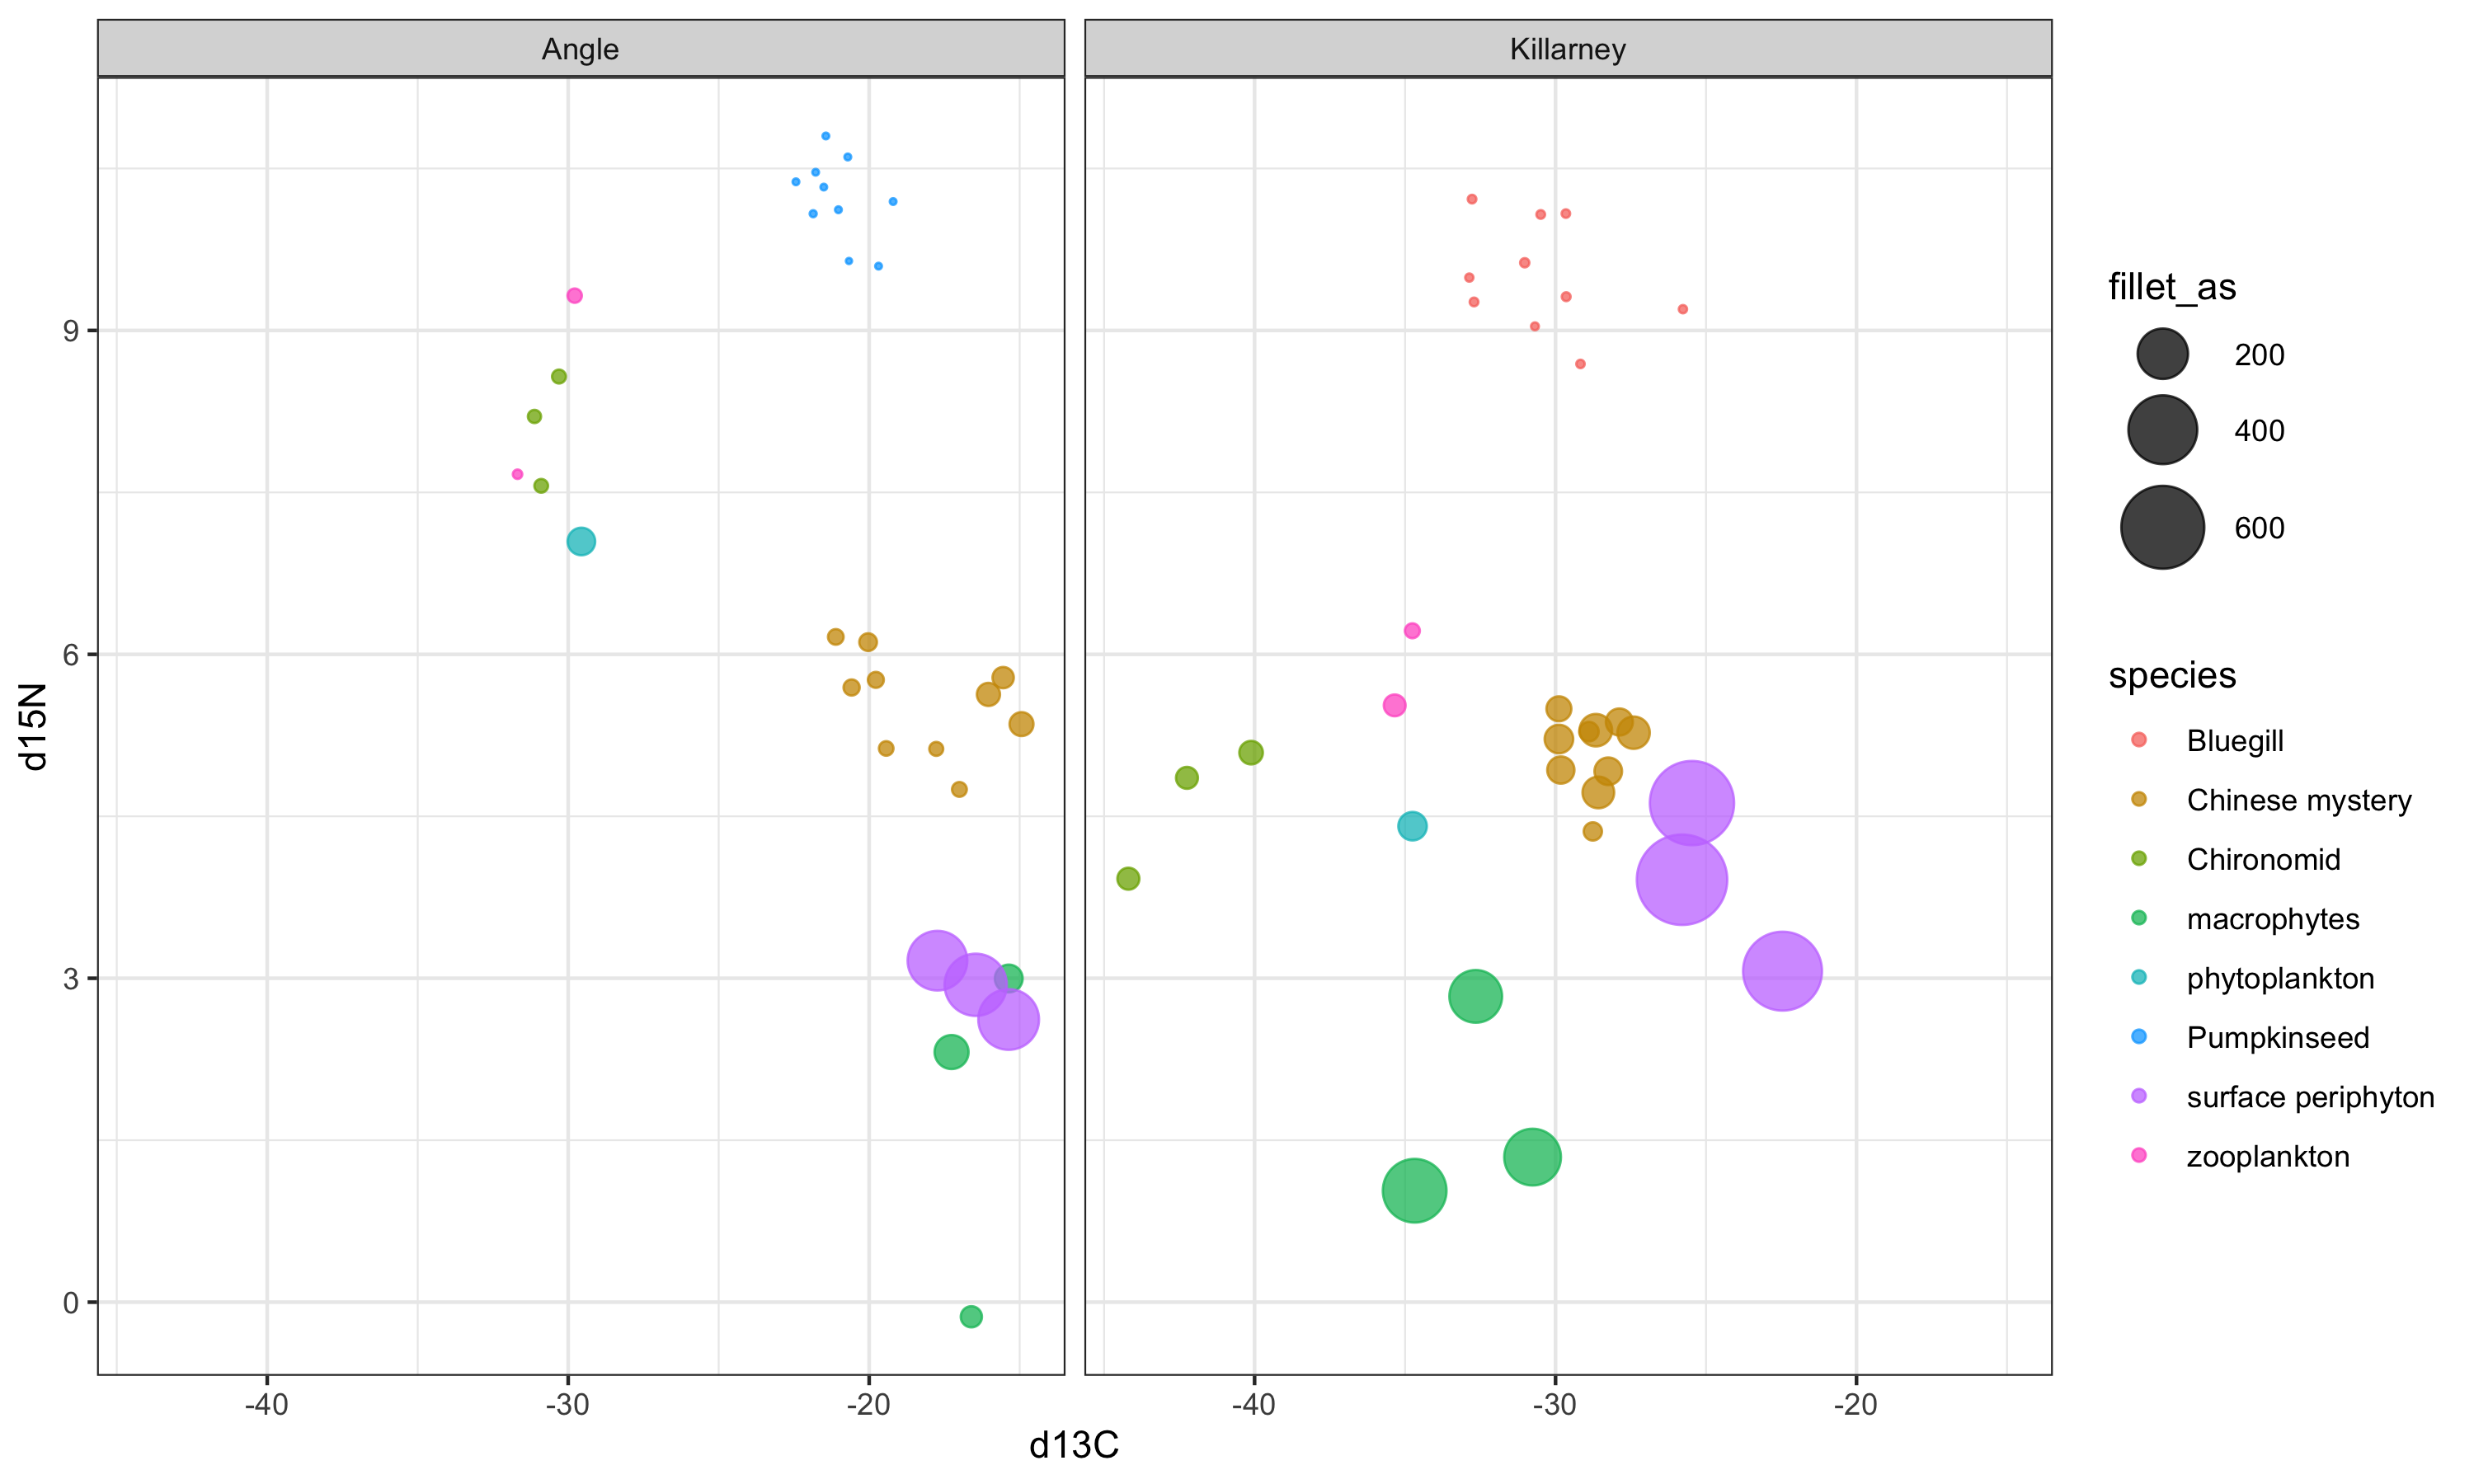 Angle
Killarney
9
6
3
0
d15N
-40
-30
-20
-40
-30
-20
d13C
fillet_as
200
400
600
species
Bluegill
Chinese mystery
Chironomid
macrophytes
phytoplankton
Pumpkinseed
surface periphyton
zooplankton